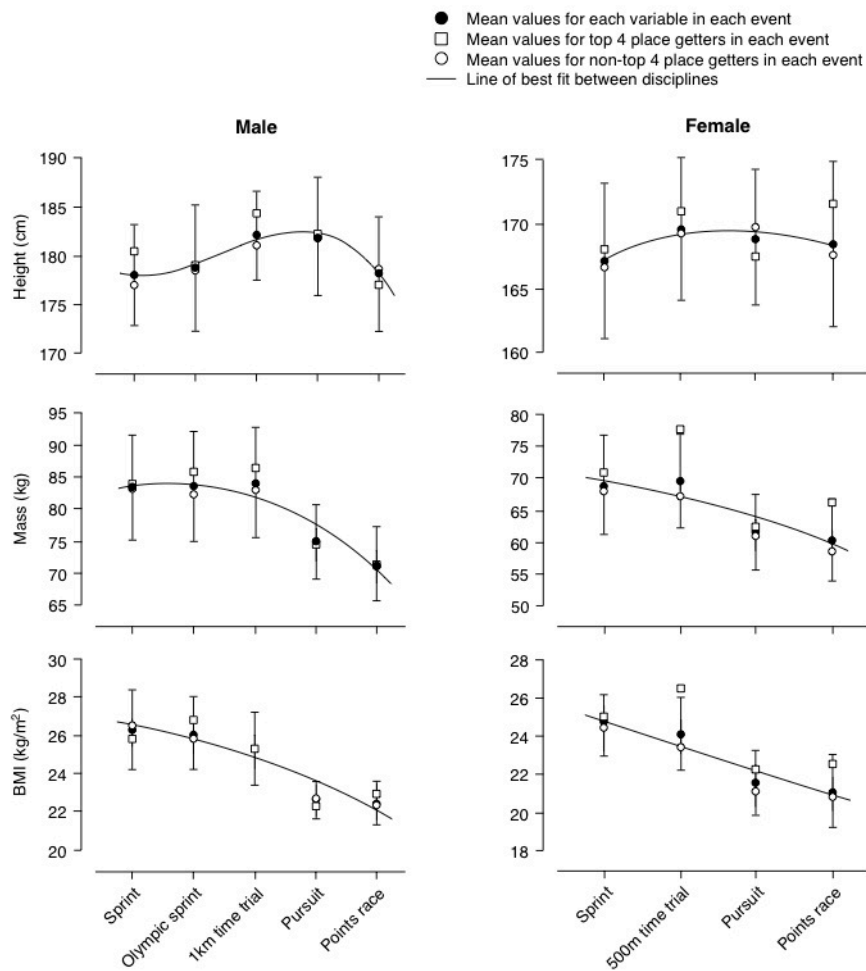 Mean values for each variable in each event
Mean values for top 4 place getters in each event
Mean values for non-top 4 place getters in each event
Line of best fit between disciplines
Male
Female
Height (cm)
190
185
180
175
170
175
170
165
160
Mass (kg)
95
90
85
80
75
70
65
80
75
70
65
60
55
50
BMI (kg/m²)
30
28
26
24
22
20
28
26
24
22
20
18
Sprint
Olympic sprint
1km time trial
Pursuit
Points race
Sprint
500m time trial
Pursuit
Points race